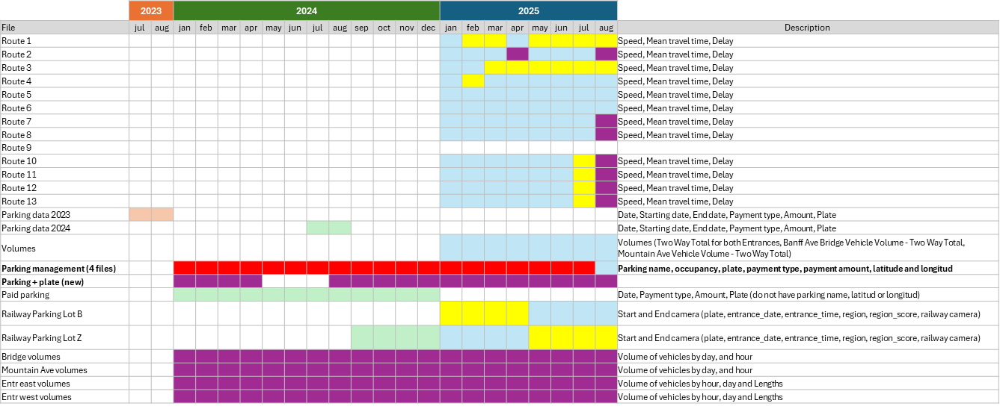 2023 2024 2025
File jul aug jan feb mar apr may jun jul aug sep oct nov dec jan feb mar apr may jun jul aug Description
Route 1 Speed, Mean travel time, Delay
Route 2 Speed, Mean travel time, Delay
Route 3 Speed, Mean travel time, Delay
Route 4 Speed, Mean travel time, Delay
Route 5 Speed, Mean travel time, Delay
Route 6 Speed, Mean travel time, Delay
Route 7 Speed, Mean travel time, Delay
Route 8 Speed, Mean travel time, Delay
Route 9
Route 10 Speed, Mean travel time, Delay
Route 11 Speed, Mean travel time, Delay
Route 12 Speed, Mean travel time, Delay
Route 13 Speed, Mean travel time, Delay
Parking data 2023 Date, Starting date, End date, Payment type, Amount, Plate
Parking data 2024 Date, Starting date, End date, Payment type, Amount, Plate
Volumes Volumes (Two Way Total for both Entrances, Banff Ave Bridge Vehicle Volume - Two Way Total,
Mountain Ave Vehicle Volume - Two Way Total)
Parking management (4 files) Parking name, occupancy, plate, payment type, payment amount, latitude and longitud
Parking + plate (new)
Paid parking Date, Payment type, Amount, Plate (do not have parking name, latitud or longitud)
Railway Parking Lot B Start and End camera (plate, entrance_date, entrance_time, region, region_score, railway camera)
Railway Parking Lot Z Start and End camera (plate, entrance_date, entrance_time, region, region_score, railway camera)
Bridge volumes Volume of vehicles by day, and hour
Mountain Ave volumes Volume of vehicles by day, and hour
Entr east volumes Volume of vehicles by hour, day and Lengths
Entr west volumes Volume of vehicles by hour, day and Lengths